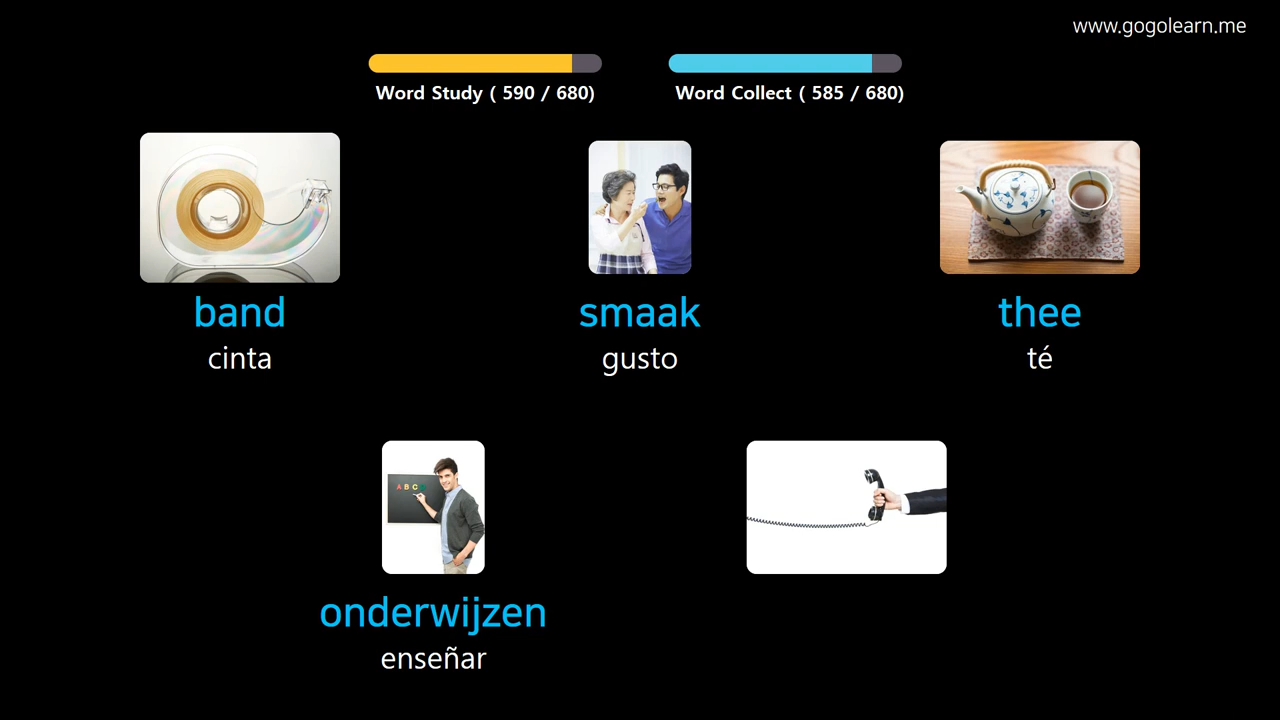 www.gogolearn.me
Word Study ( 590 / 680)
Word Collect ( 585 / 680)
band
smaak
thee
cinta
gusto
té
A B C
onderwijzen
enseñar